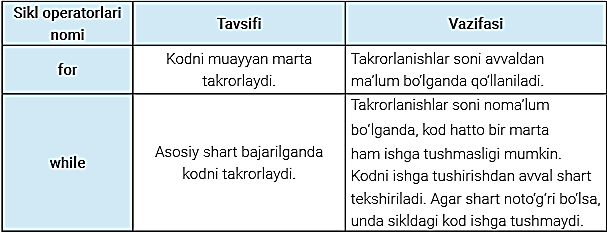 Sikl operatorlari
nomi
Tavsifi
Vazifasi
for
Kodni muayyan marta
takrorlaydi.
Takrorlanishlar soni avvaldan
ma’lum bo‘lganda qo‘llaniladi.
while
Asosiy shart bajarilganda
kodni takrorlaydi.
Takrorlanishlar soni noma’lum
bo‘lganda, kod hatto bir marta
ham ishga tushmasligi mumkin.
Kodni ishga tushirishdan avval shart
tekshiriladi. Agar shart noto‘g‘ri bo‘lsa,
unda sikldagi kod ishga tushmaydi.